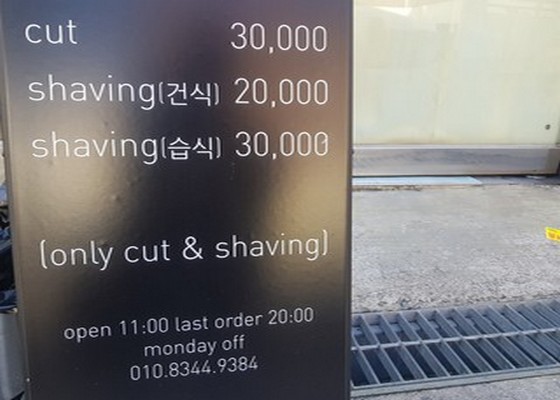 cut 30,000
shaving(건식) 20,000
shaving(습식) 30,000
(only cut & shaving)
open 11:00 last order 20:00
monday off
010.8344.9384